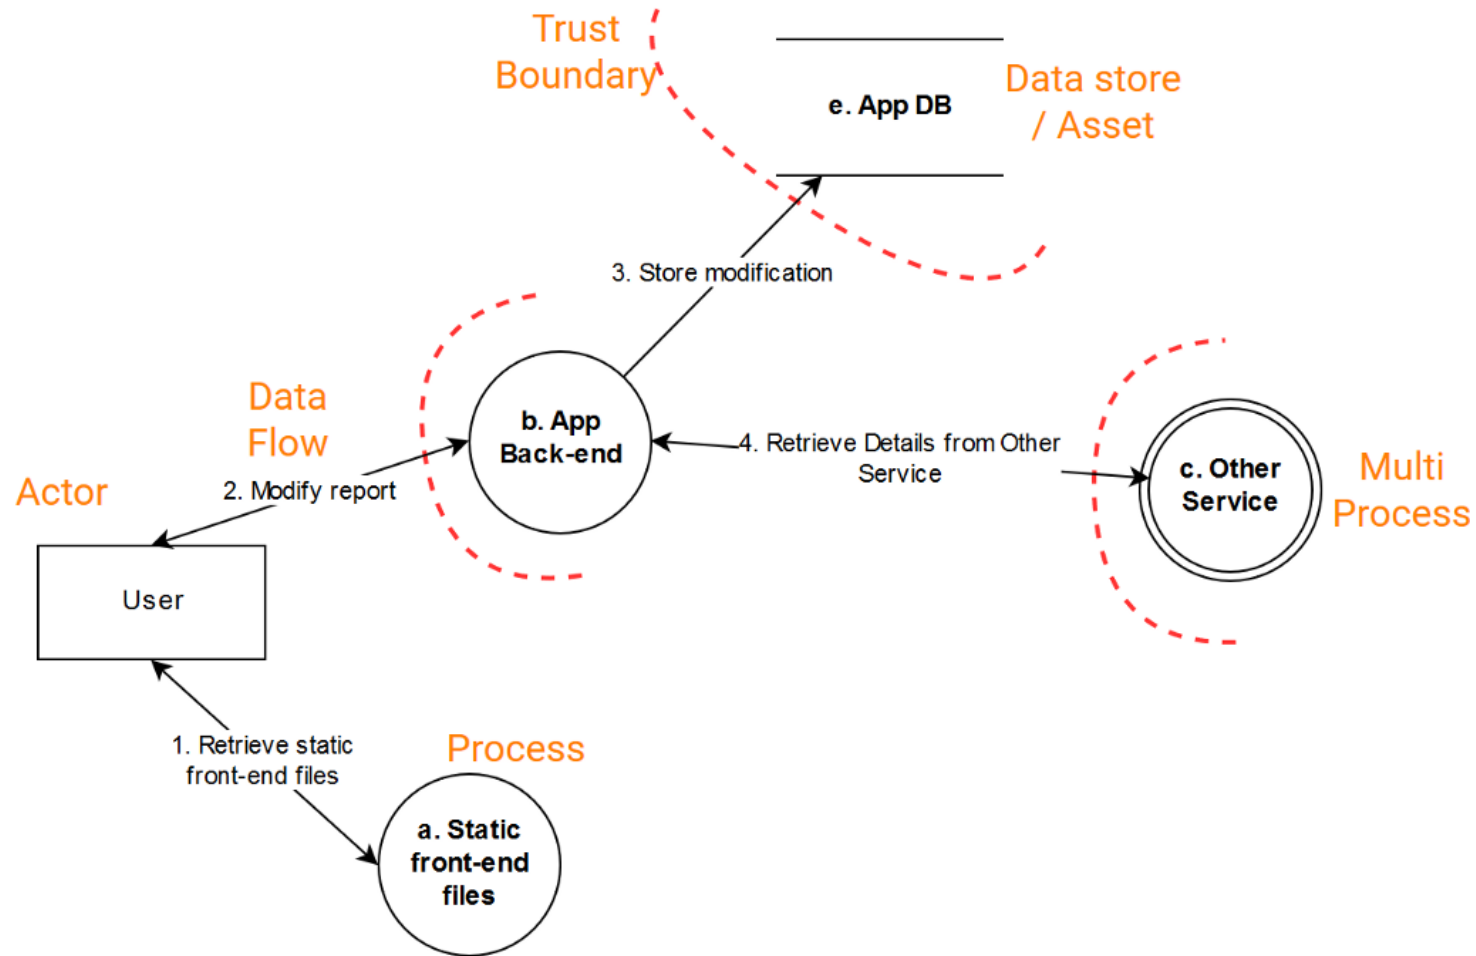 Trust
Boundary
e. App DB
Data store
/ Asset
3. Store modification
Data
Flow
b. App
Back-end
4. Retrieve Details from Other
Service
c. Other
Service
Multi
Process
Actor
2. Modify report
User
1. Retrieve static
front-end files
Process
a. Static
front-end
files